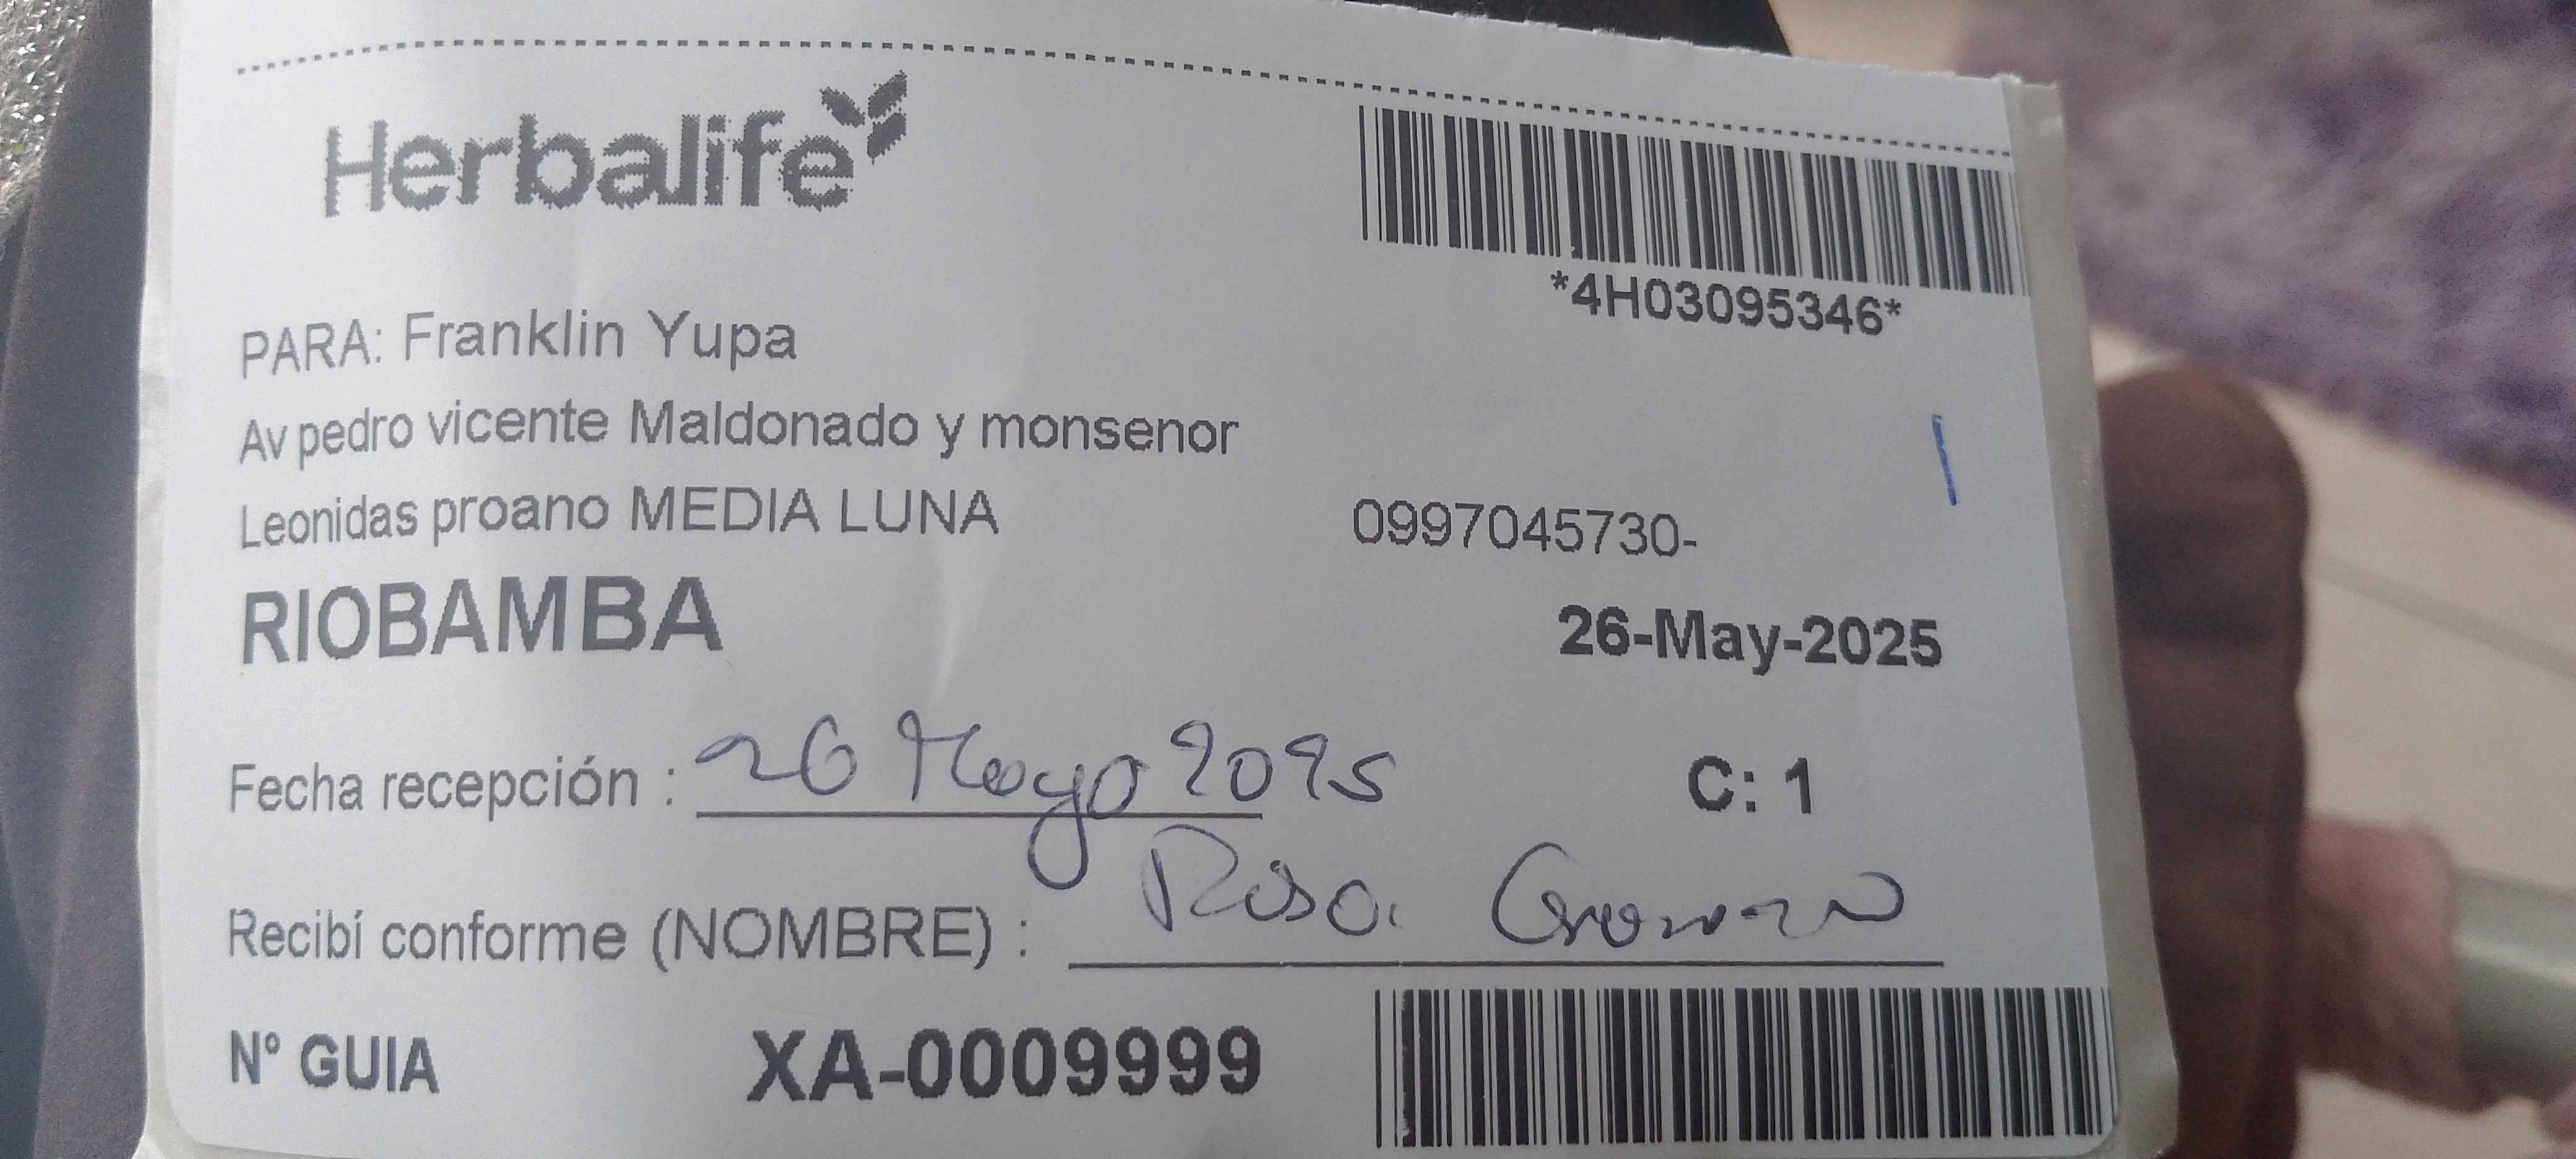 Herbalife
*4H03095346*
PARA: Franklin Yupa
Av pedro vicente Maldonado y monsenor
Leonidas proano MEDIA LUNA 0997045730-
RIOBAMBA 26-May-2025
Fecha recepción : 26 Mayo 2025 C: 1
Recibí conforme (NOMBRE) : Rosa
Nº GUIA XA-0009999